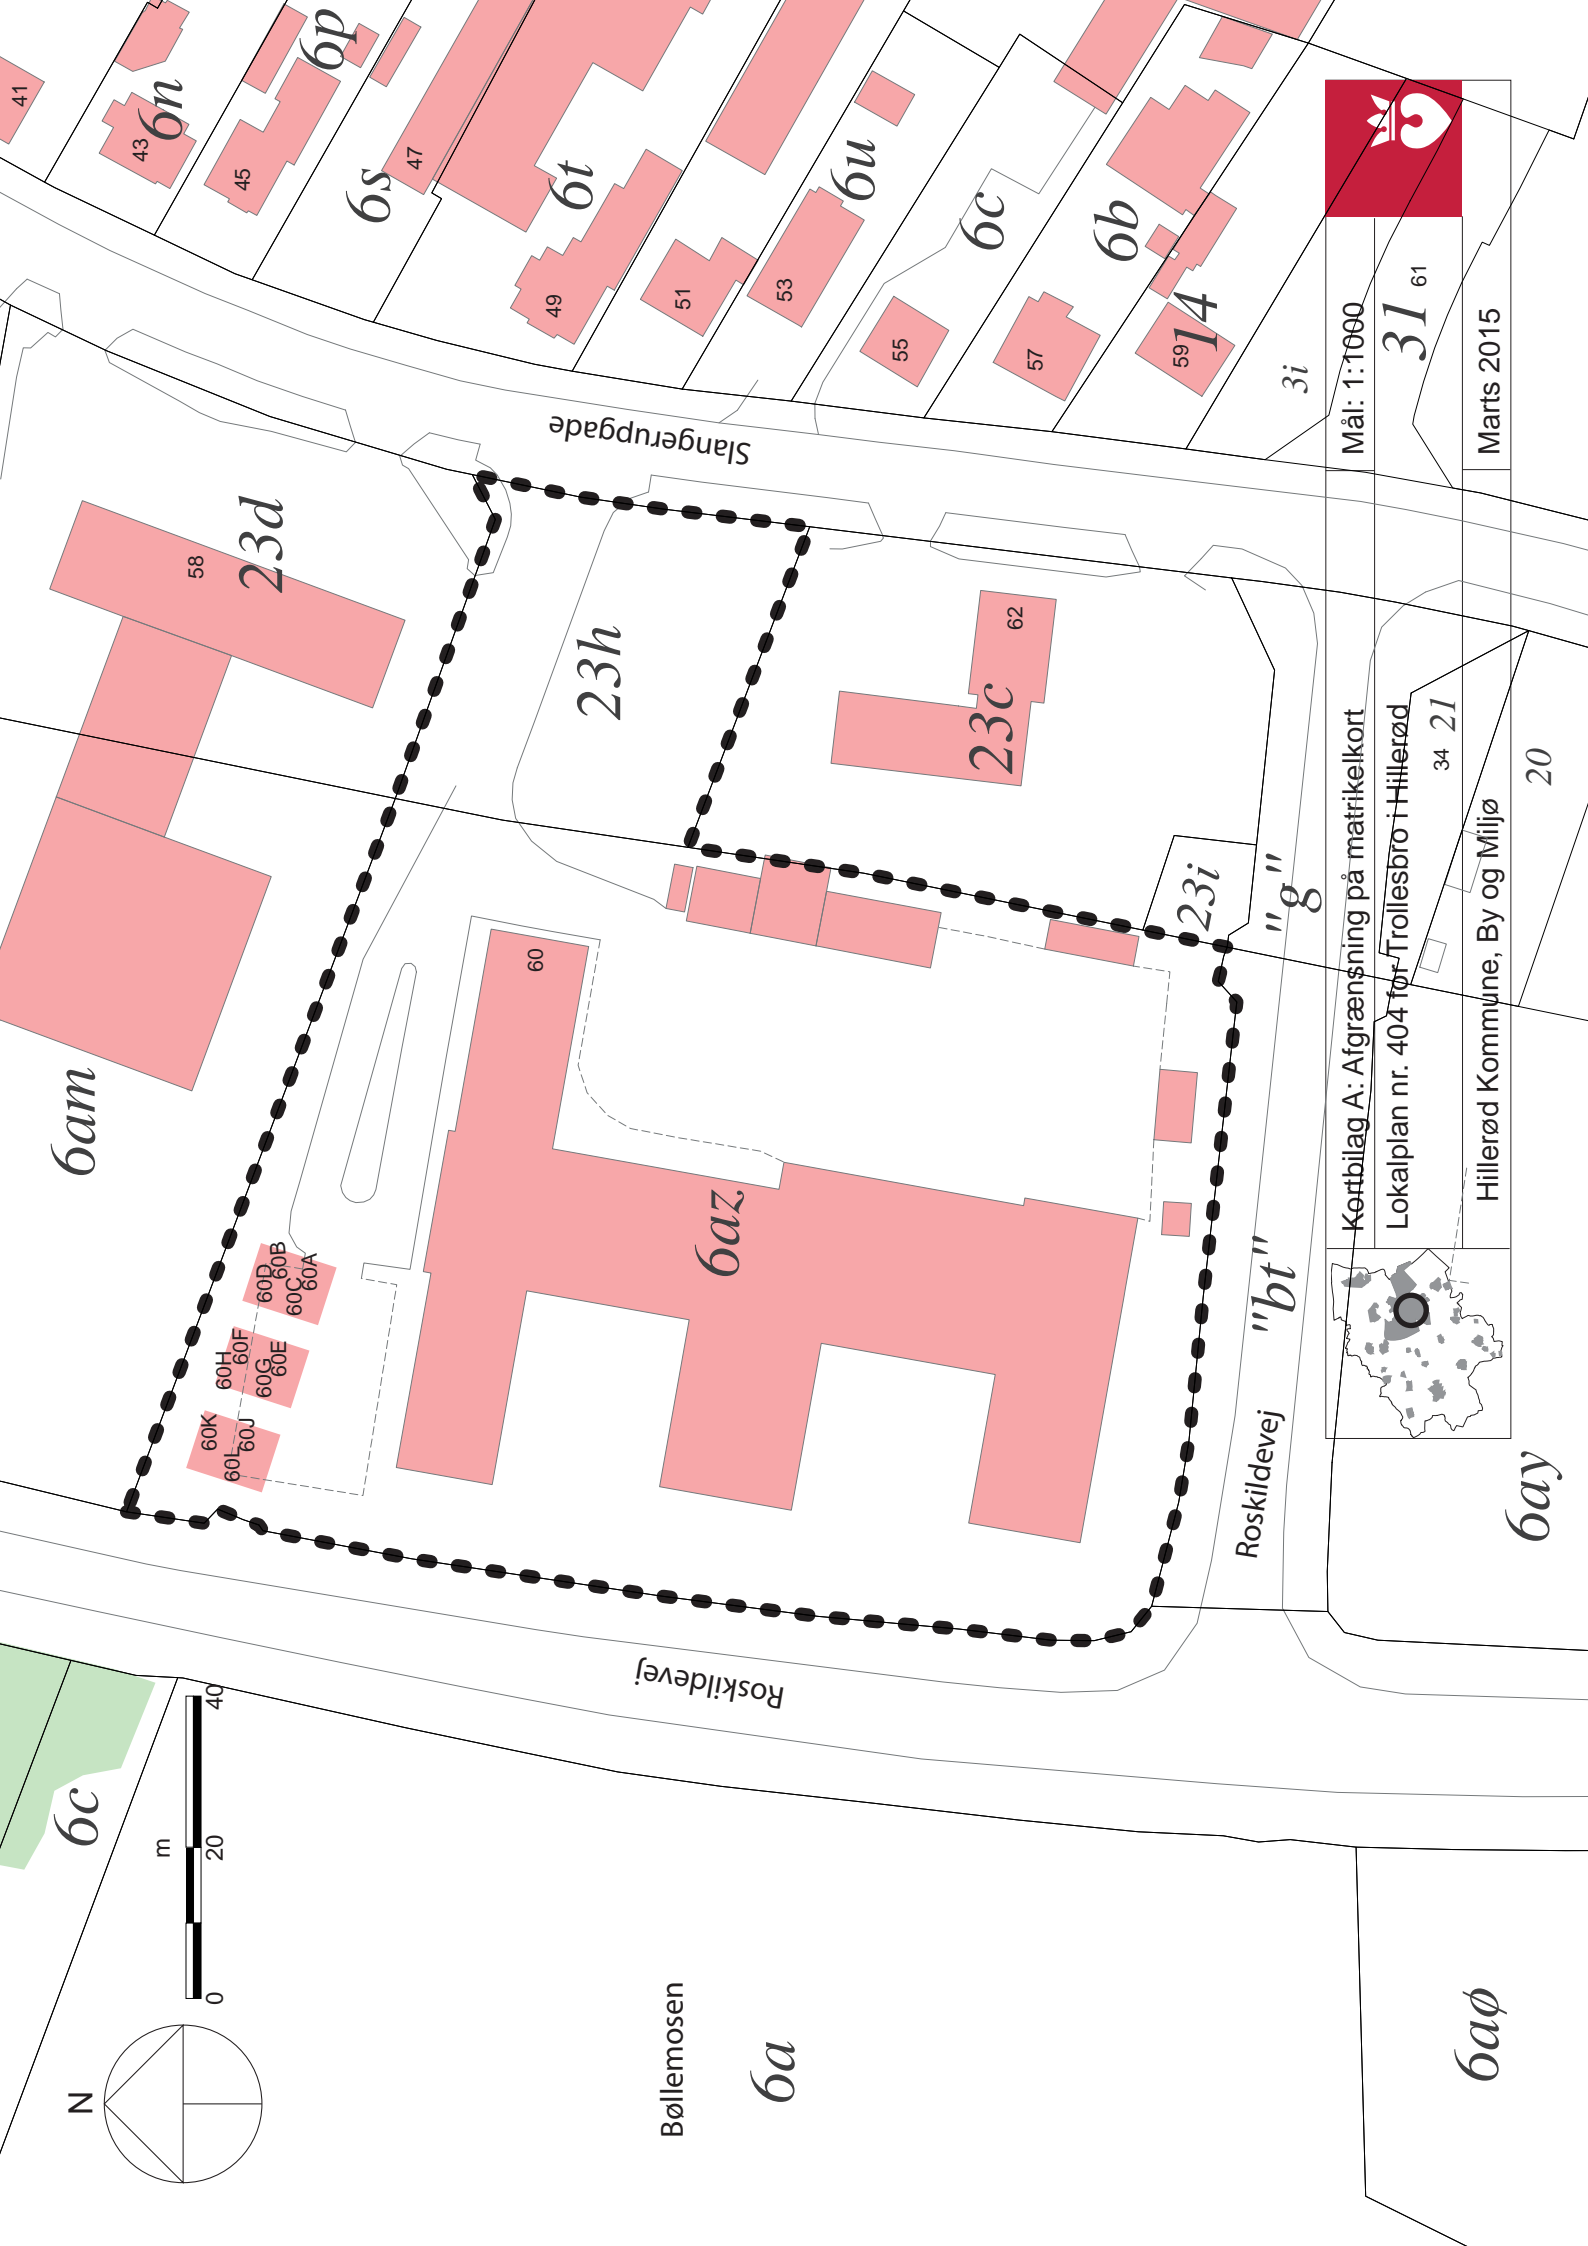 N
m
0
20
40
6c
6am
23d
58
41
43
6n
45
6p
6s
47
6t
49
51
53
6u
55
6c
57
6b
59
14
3i
31
61
Slangerupgade
23h
23c
62
23i
"g"
"bt"
60
6az
60A
60B
60C
60D
60E
60F
60G
60H
60J
60K
60L
Roskildevej
Roskildevej
Bøllemosen
6a
6aø
6ay
34
21
20
Kortbilag A: Afgrænsning på matrikelkort
Mål: 1:1000
Lokalplan nr. 404 for Trollesbro i Hillerød
Hillerød Kommune, By og Miljø
Marts 2015